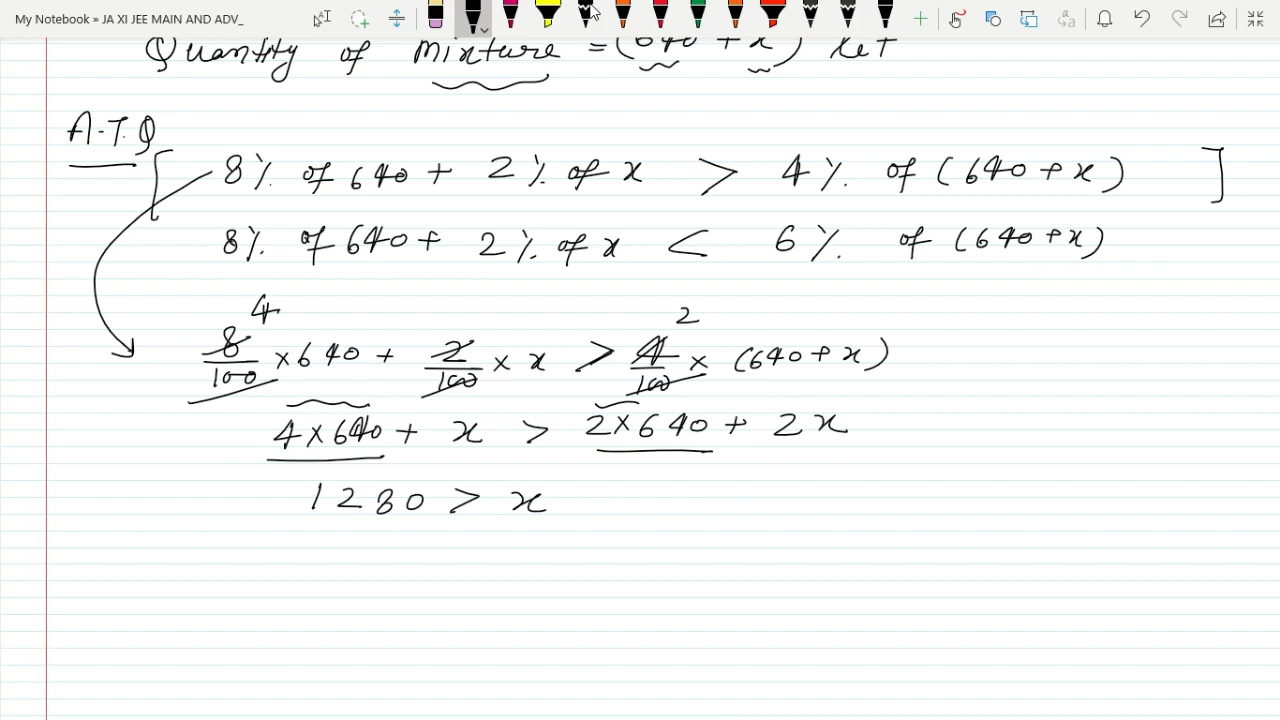 My Notebook » JA XI JEE MAIN AND ADV_
Quantity of Mixture = (640 + x) let
A.T.Q
[ 8% of 640 + 2% of x > 4% of (640 + x) ]
8% of 640 + 2% of x < 6% of (640 + x)
4 2
8/100 × 640 + 2/100 × x > 4/100 × (640 + x)
4 × 640 + x > 2 × 640 + 2x
1280 > x